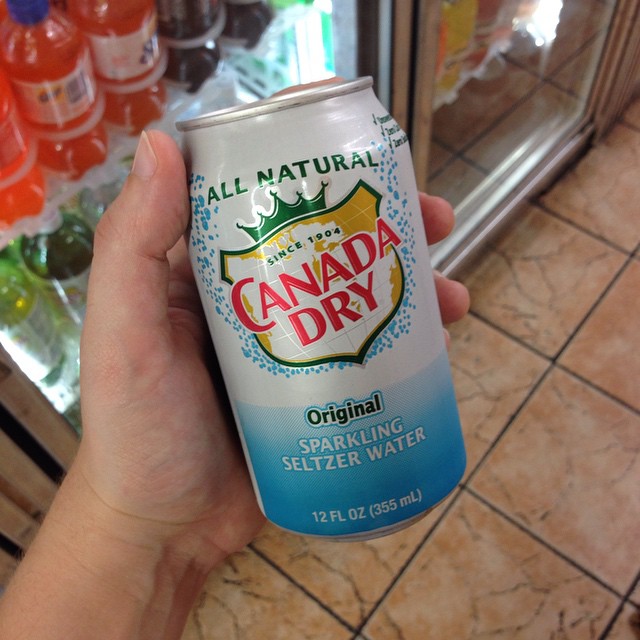 ALL NATURAL
SINCE 1904
CANADA
DRY
Original
SPARKLING
SELTZER WATER
12 FL OZ (355 mL)